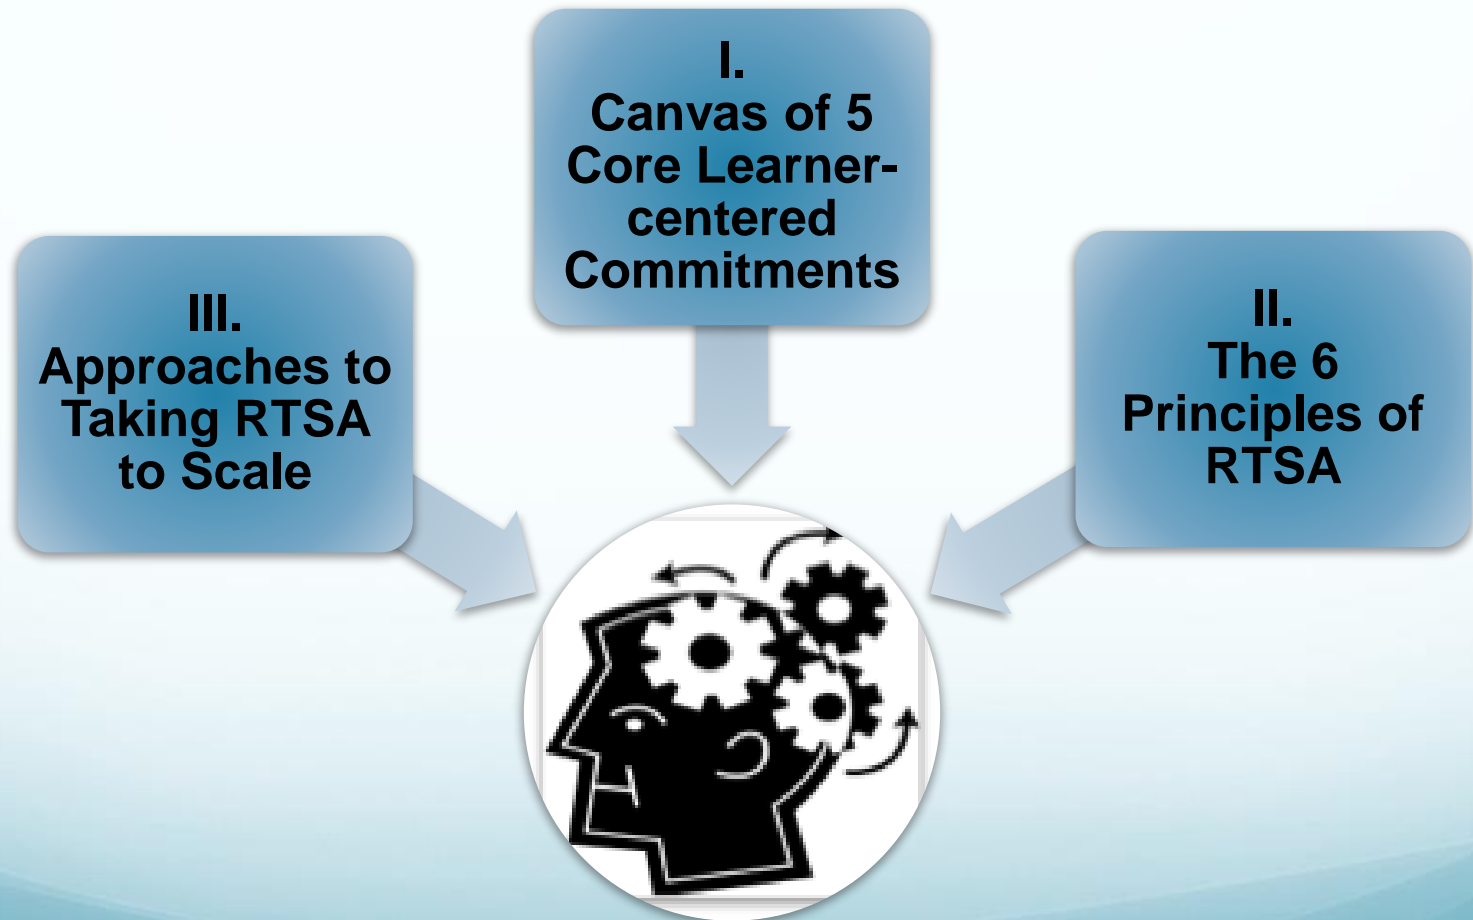 I.
Canvas of 5
Core Learner-
centered
Commitments
II.
The 6
Principles of
RTSA
III.
Approaches to
Taking RTSA
to Scale